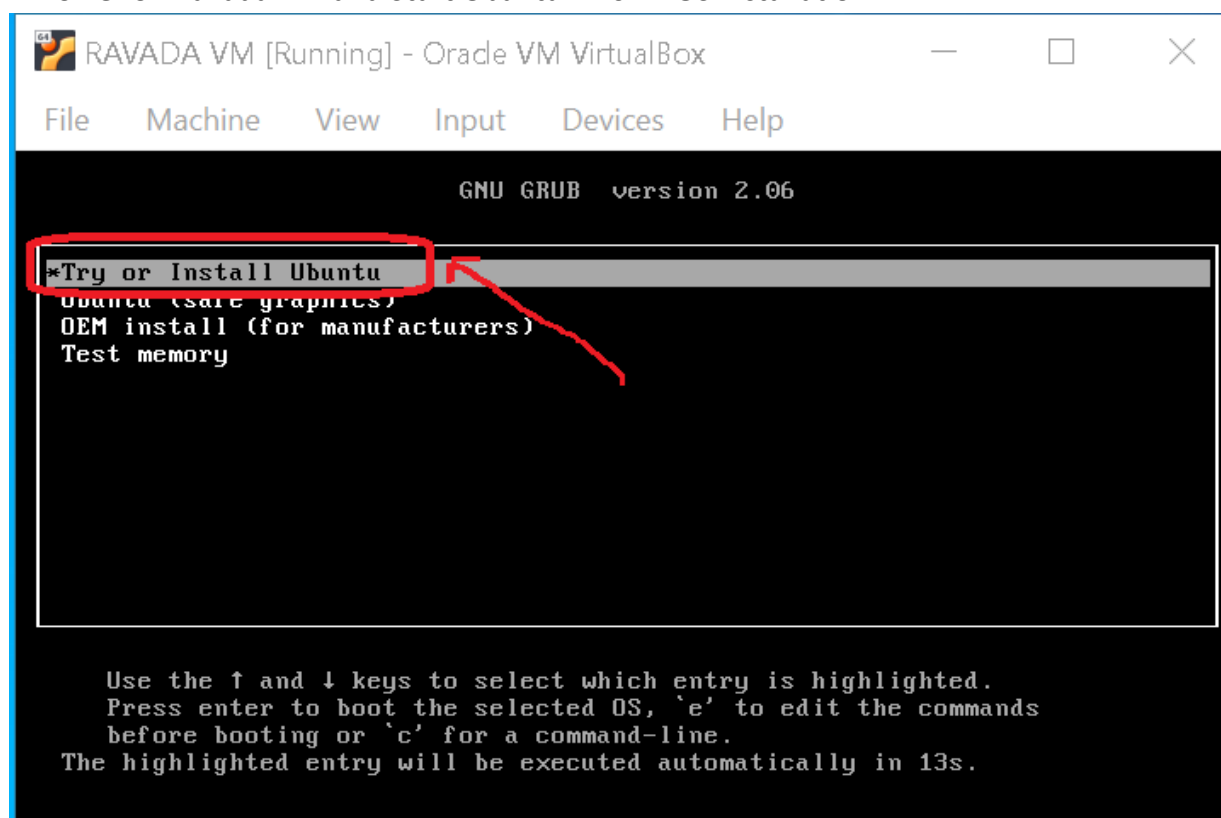 RAVADA VM [Running] - Oracle VM VirtualBox
File Machine View Input Devices Help
GNU GRUB version 2.06
*Try or Install Ubuntu
Ubuntu (safe graphics)
OEM install (for manufacturers)
Test memory
Use the ↑ and ↓ keys to select which entry is highlighted.
Press enter to boot the selected OS, `e' to edit the commands
before booting or `c' for a command-line.
The highlighted entry will be executed automatically in 13s.